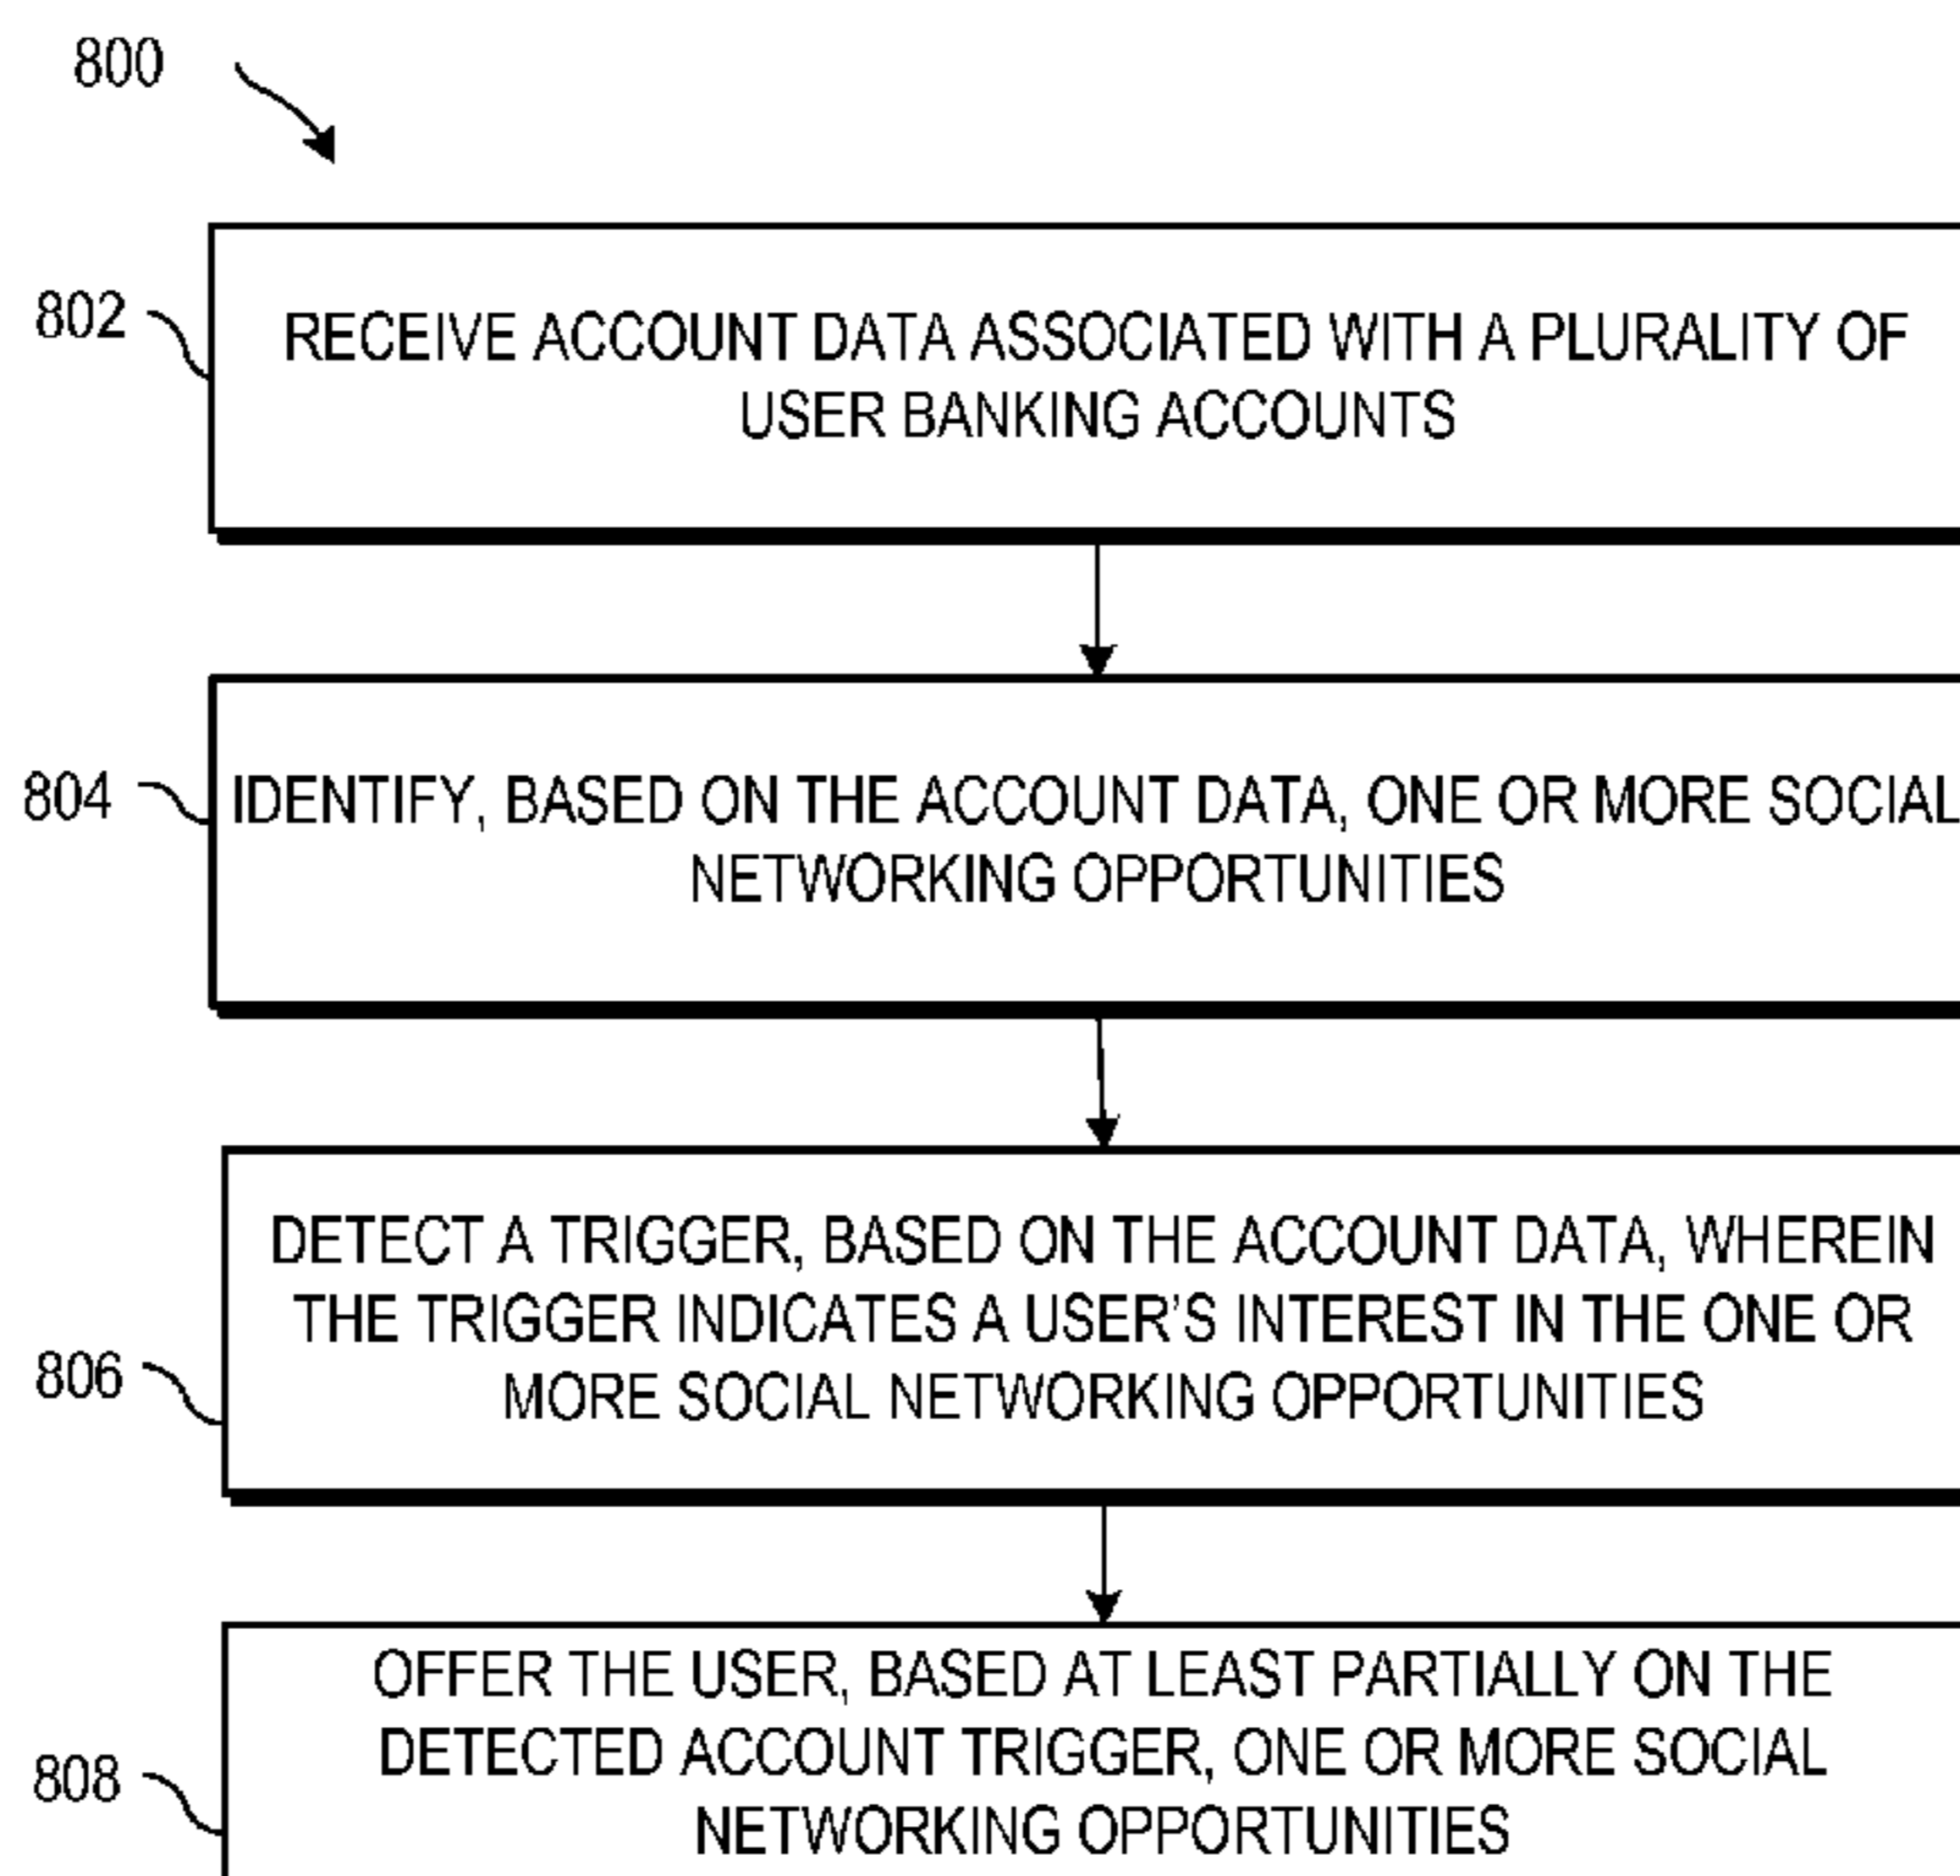 800
802
RECEIVE ACCOUNT DATA ASSOCIATED WITH A PLURALITY OF
USER BANKING ACCOUNTS
804
IDENTIFY, BASED ON THE ACCOUNT DATA, ONE OR MORE SOCIAL
NETWORKING OPPORTUNITIES
DETECT A TRIGGER, BASED ON THE ACCOUNT DATA, WHEREIN
THE TRIGGER INDICATES A USER'S INTEREST IN THE ONE OR
806
MORE SOCIAL NETWORKING OPPORTUNITIES
OFFER THE USER, BASED AT LEAST PARTIALLY ON THE
DETECTED ACCOUNT TRIGGER, ONE OR MORE SOCIAL
808
NETWORKING OPPORTUNITIES